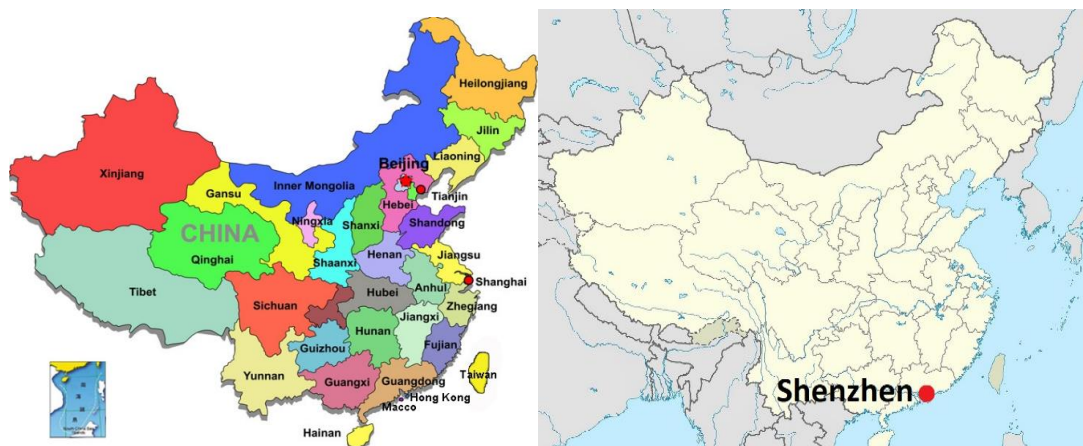 Heilongjiang
Jilin
Liaoning
Beijing
Xinjiang
Inner Mongolia
Tianjin
Gansu
Hebei
Ningxia
Shanxi
Shandong
CHINA
Qinghai
Shaanxi
Henan
Jiangsu
Shanghai
Tibet
Anhui
Sichuan
Hubei
Zhegiang
Jiangxi
Hunan
Guizhou
Fujian
Yunnan
Guangxi
Guangdong
Taiwan
Hong Kong
Macco
Hainan
Shenzhen